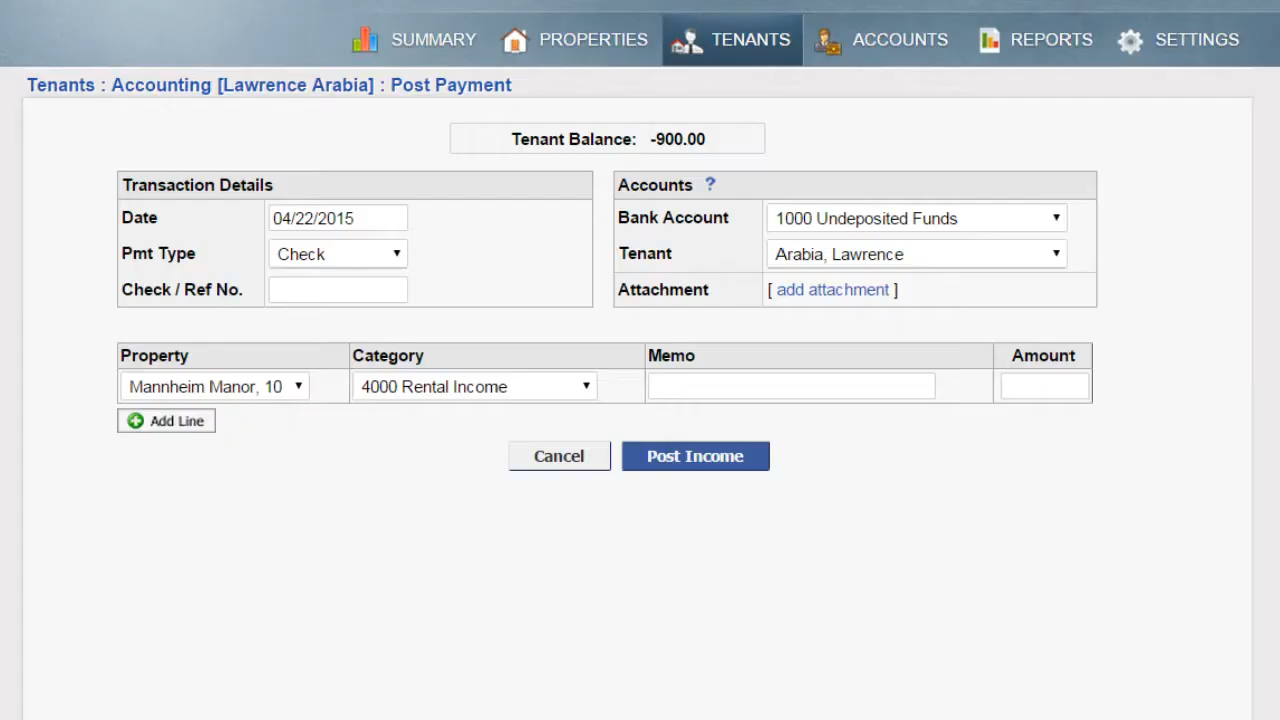 SUMMARY PROPERTIES TENANTS ACCOUNTS REPORTS SETTINGS
Tenants : Accounting [Lawrence Arabia] : Post Payment
Tenant Balance: -900.00
Transaction Details
Date 04/22/2015
Pmt Type Check
Check / Ref No.
Accounts ?
Bank Account 1000 Undeposited Funds
Tenant Arabia, Lawrence
Attachment [ add attachment ]
Property Category Memo Amount
Mannheim Manor, 10 4000 Rental Income
Add Line
Cancel Post Income